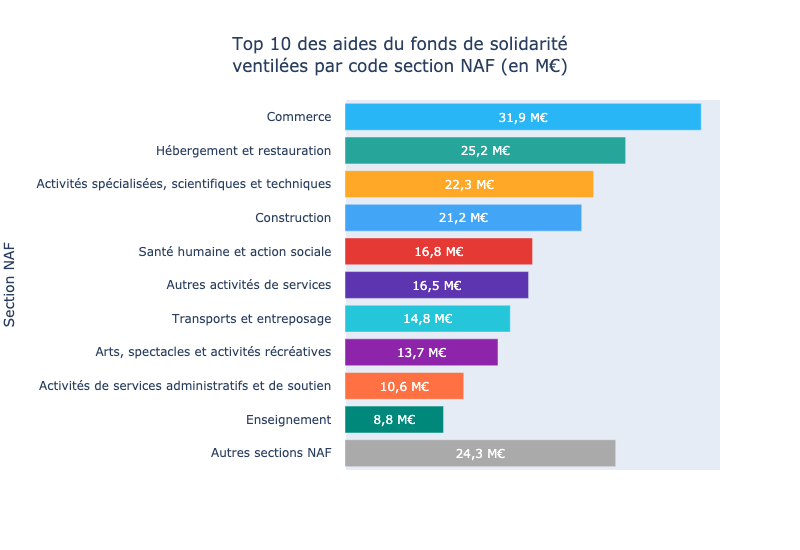 Top 10 des aides du fonds de solidarité
ventilées par code section NAF (en M€)
Section NAF
Commerce 31,9 M€
Hébergement et restauration 25,2 M€
Activités spécialisées, scientifiques et techniques 22,3 M€
Construction 21,2 M€
Santé humaine et action sociale 16,8 M€
Autres activités de services 16,5 M€
Transports et entreposage 14,8 M€
Arts, spectacles et activités récréatives 13,7 M€
Activités de services administratifs et de soutien 10,6 M€
Enseignement 8,8 M€
Autres sections NAF 24,3 M€